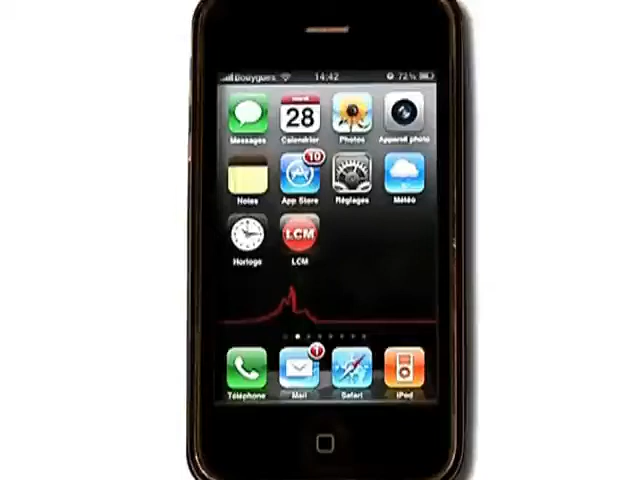 Bouygues 14:42 72 %
Messages 28 Calendrier Photos Appareil photo
10
Notes App Store Réglages Météo
LCM
Horloge LCM
1
Téléphone Mail Safari iPod